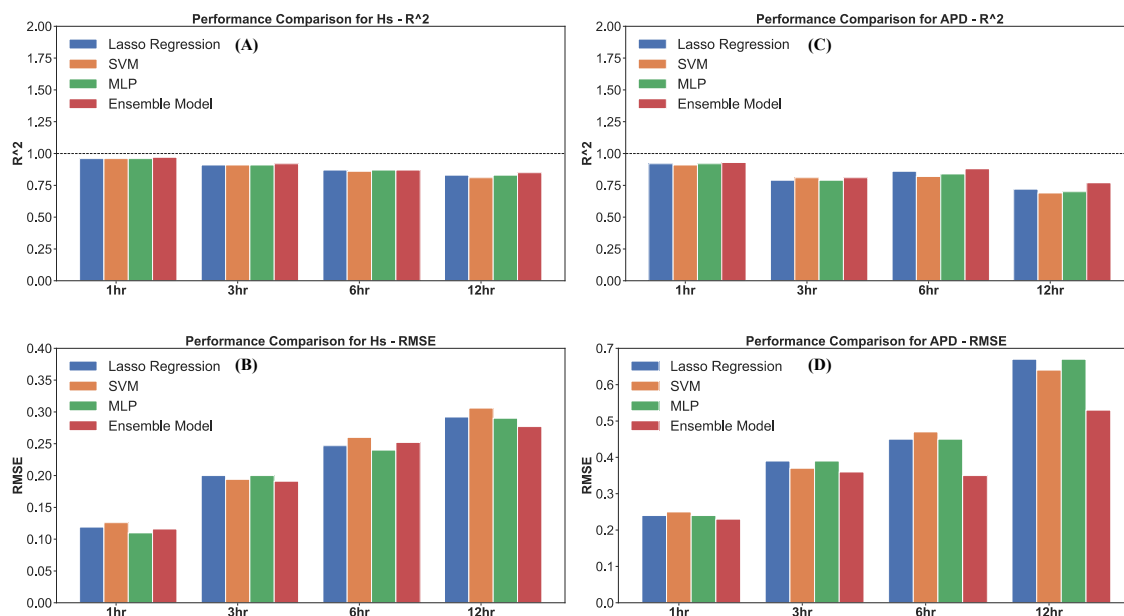 Performance Comparison for Hs - R^2
2.00
1.75
1.50
1.25
1.00
0.75
0.50
0.25
0.00
R^2
Lasso Regression
SVM
MLP
Ensemble Model
(A)
1hr
3hr
6hr
12hr
Performance Comparison for APD - R^2
2.00
1.75
1.50
1.25
1.00
0.75
0.50
0.25
0.00
R^2
Lasso Regression
SVM
MLP
Ensemble Model
(C)
1hr
3hr
6hr
12hr
Performance Comparison for Hs - RMSE
0.40
0.35
0.30
0.25
0.20
0.15
0.10
0.05
0.00
RMSE
Lasso Regression
SVM
MLP
Ensemble Model
(B)
1hr
3hr
6hr
12hr
Performance Comparison for APD - RMSE
0.7
0.6
0.5
0.4
0.3
0.2
0.1
0.0
RMSE
Lasso Regression
SVM
MLP
Ensemble Model
(D)
1hr
3hr
6hr
12hr